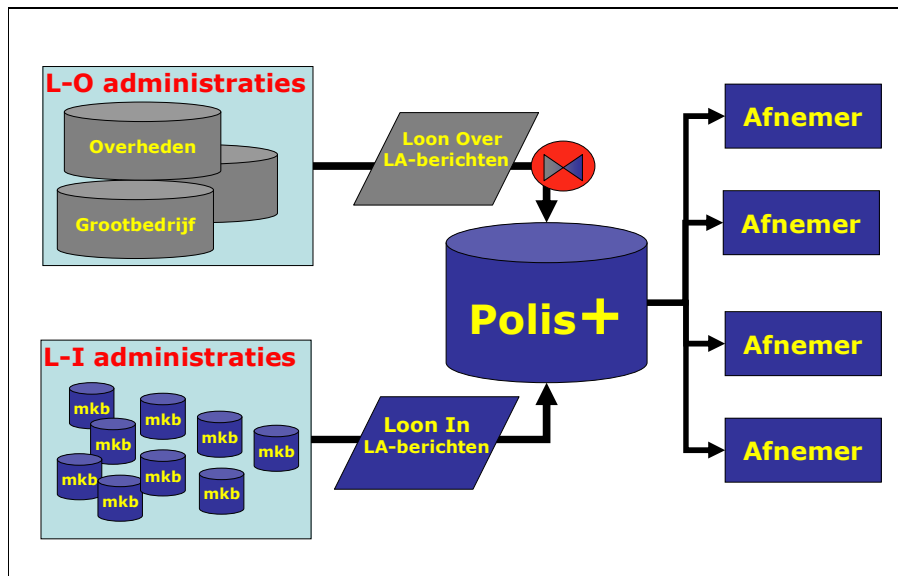 L-O administraties
Overheden
Grootbedrijf
Loon Over
LA-berichten
Polis+
L-I administraties
mkb
mkb
mkb
mkb
mkb
mkb
mkb
mkb
mkb
Loon In
LA-berichten
Afnemer
Afnemer
Afnemer
Afnemer